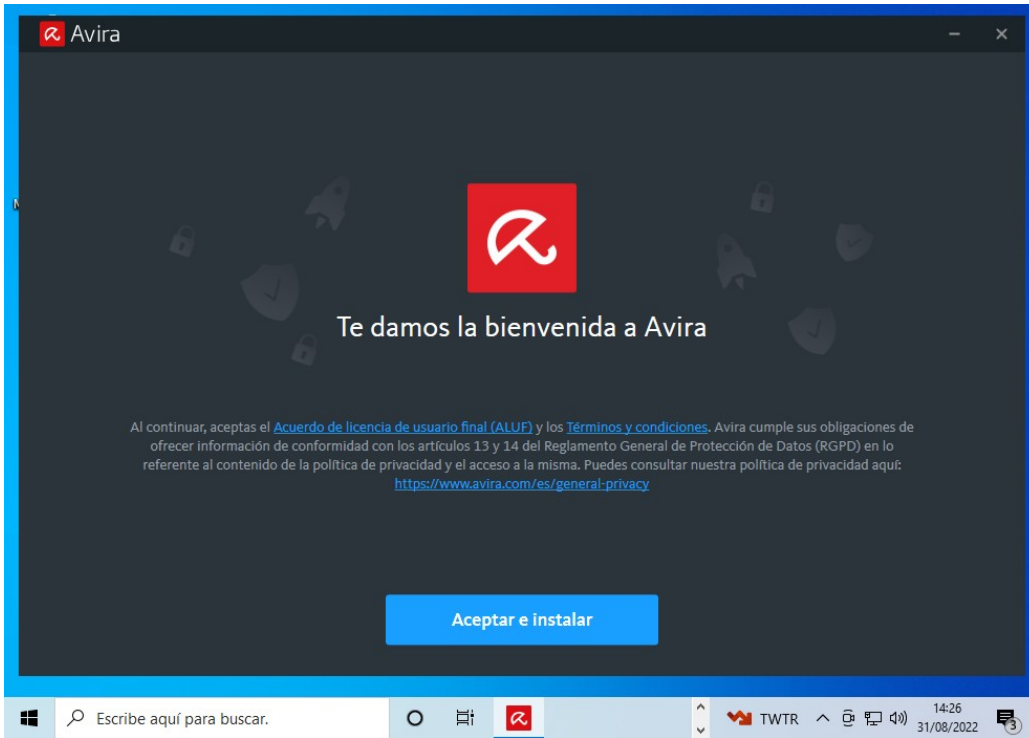 Avira
Te damos la bienvenida a Avira
Al continuar, aceptas el Acuerdo de licencia de usuario final (ALUF) y los Términos y condiciones. Avira cumple sus obligaciones de
ofrecer información de conformidad con los artículos 13 y 14 del Reglamento General de Protección de Datos (RGPD) en lo
referente al contenido de la política de privacidad y el acceso a la misma. Puedes consultar nuestra política de privacidad aquí:
https://www.avira.com/es/general-privacy
Aceptar e instalar
Escribe aquí para buscar.
TWTR
14:26
31/08/2022
3